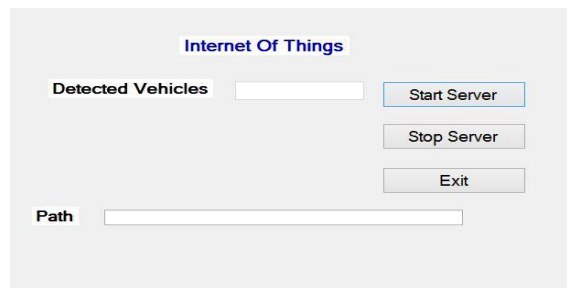 Internet Of Things
Detected Vehicles
Start Server
Stop Server
Exit
Path